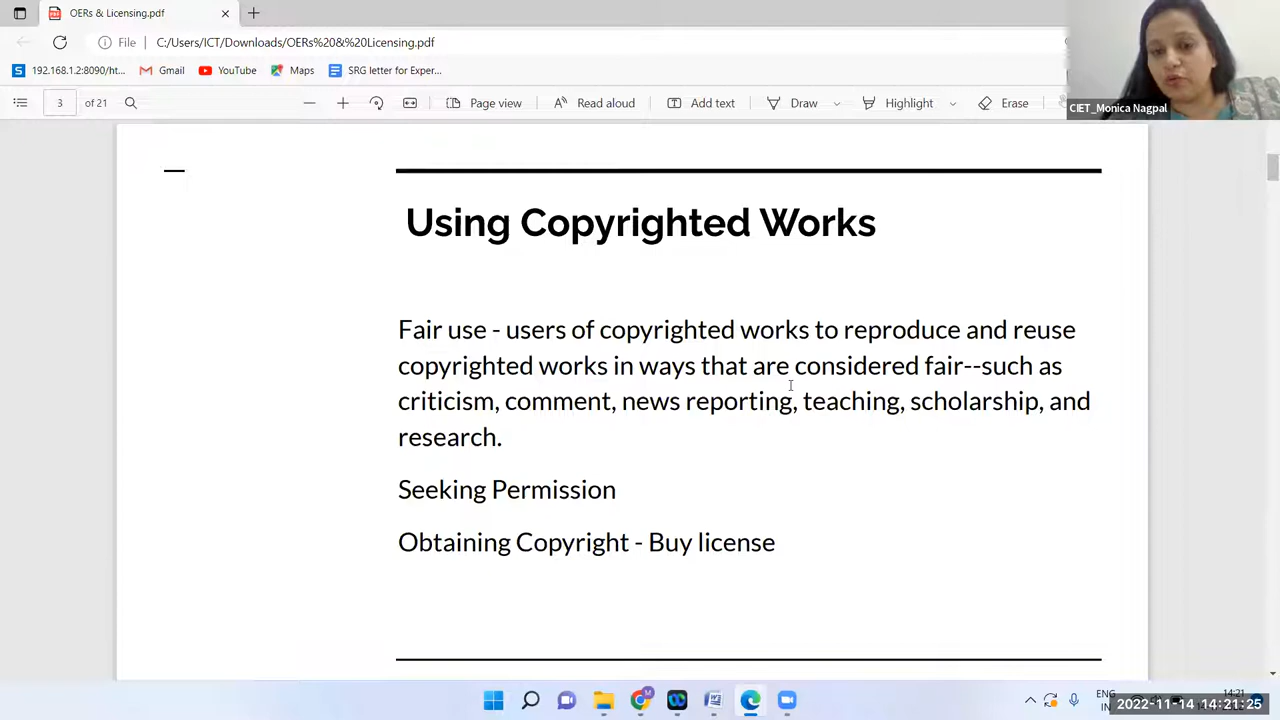 OERs & Licensing.pdf
File C:/Users/ICT/Downloads/OERs%20&%20Licensing.pdf
192.168.1.2:8090/ht... Gmail YouTube Maps SRG letter for Exper...
3 of 21 Page view Read aloud Add text Draw Highlight Erase
CIET_Monica Nagpal
Using Copyrighted Works
Fair use - users of copyrighted works to reproduce and reuse
copyrighted works in ways that are considered fair--such as
criticism, comment, news reporting, teaching, scholarship, and
research.
Seeking Permission
Obtaining Copyright - Buy license
ENG 14:21
IN
2022-11-14 14:21:25